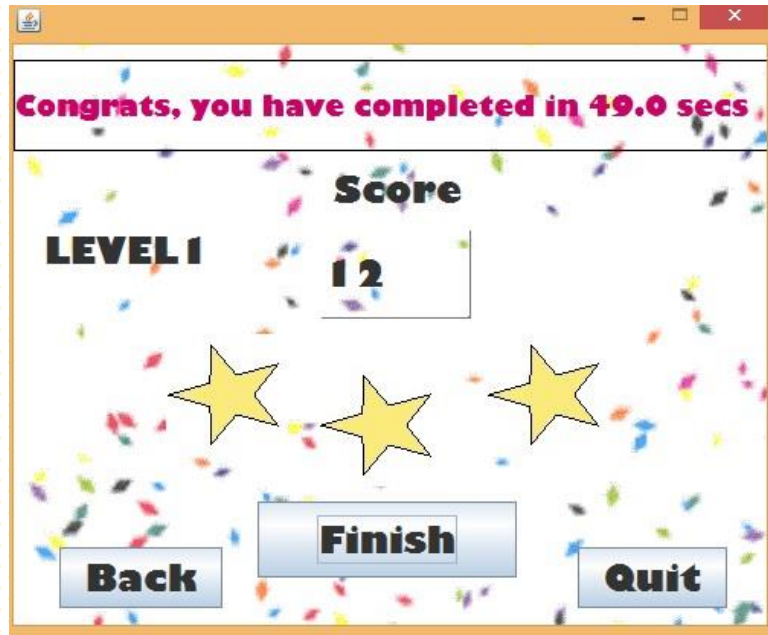 Congrats, you have completed in 49.0 secs
Score
LEVEL 1
12
Finish
Back
Quit